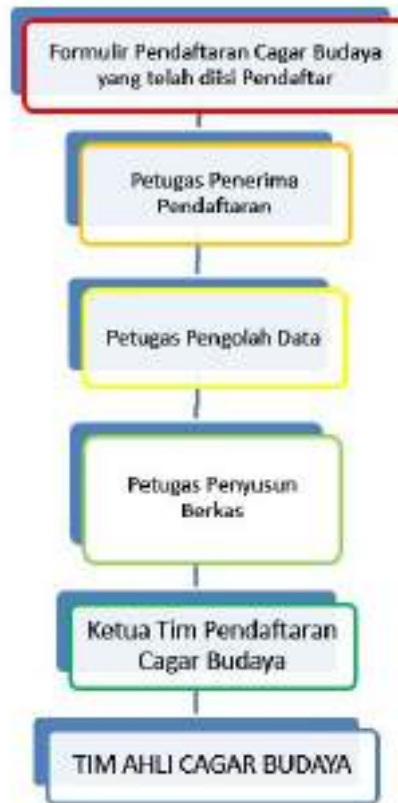 Formulir Pendaftaran Cagar Budaya
yang telah diisi Pendaftar
Petugas Penerima
Pendaftaran
Petugas Pengolah Data
Petugas Penyusun
Berkas
Ketua Tim Pendaftaran
Cagar Budaya
TIM AHLI CAGAR BUDAYA